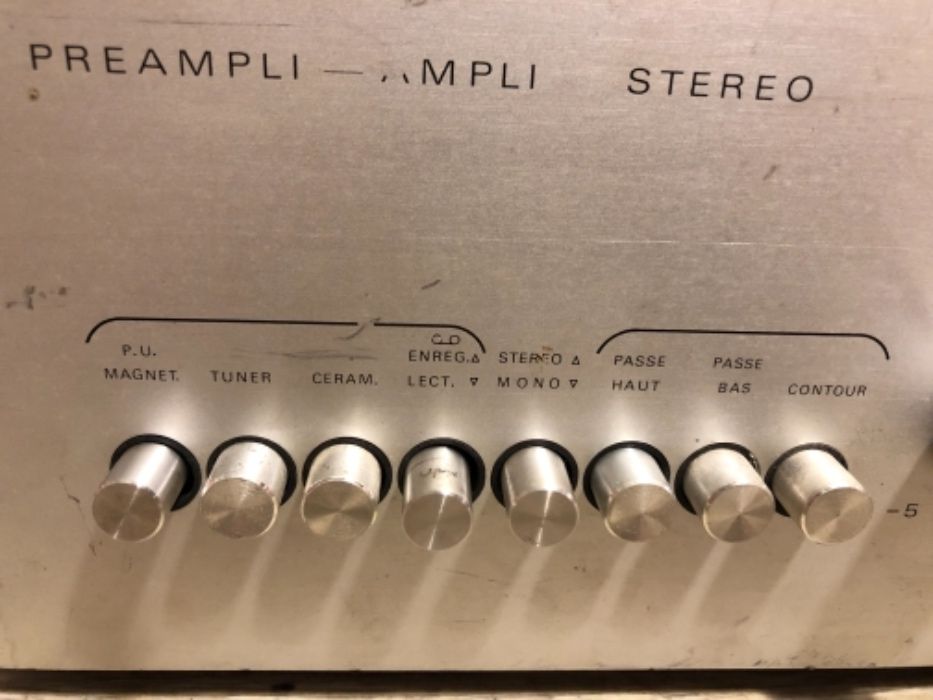 PREAMPLI — AMPLI STEREO
P.U. MAGNET.
TUNER
CERAM.
ENREG.▵
LECT. ▿
STEREO ▵
MONO ▿
PASSE HAUT
PASSE BAS
CONTOUR
-5